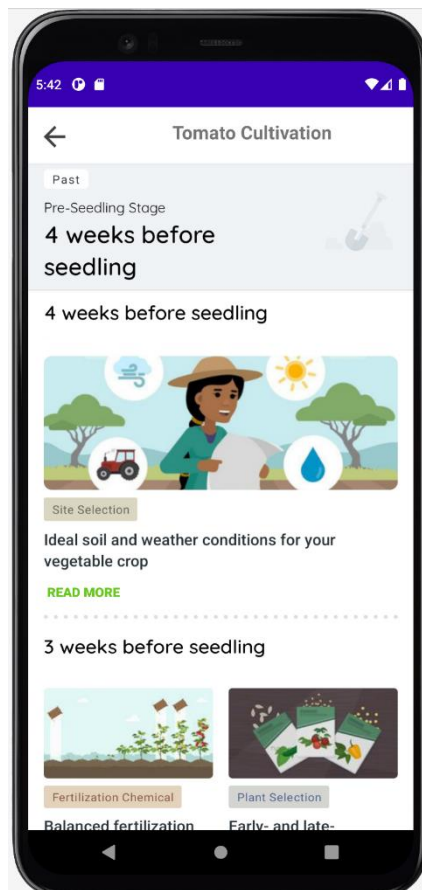 5:42
Tomato Cultivation
Past
Pre-Seedling Stage
4 weeks before
seedling
4 weeks before seedling
Site Selection
Ideal soil and weather conditions for your
vegetable crop
READ MORE
3 weeks before seedling
Fertilization Chemical
Plant Selection
Balanced fertilization
Early- and late-